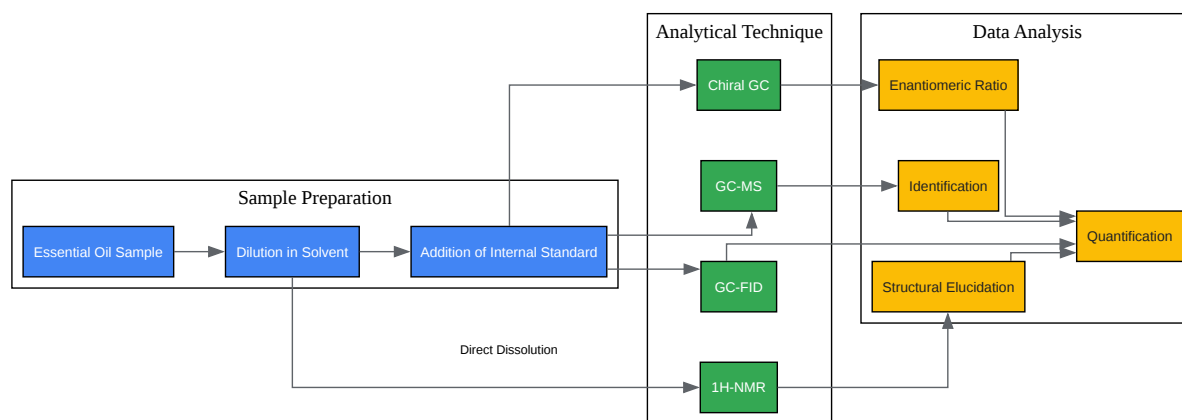 Analytical Technique
Data Analysis
Chiral GC
Enantiomeric Ratio
Sample Preparation
GC-MS
Identification
Essential Oil Sample
Dilution in Solvent
Addition of Internal Standard
Quantification
GC-FID
Structural Elucidation
Direct Dissolution
1H-NMR